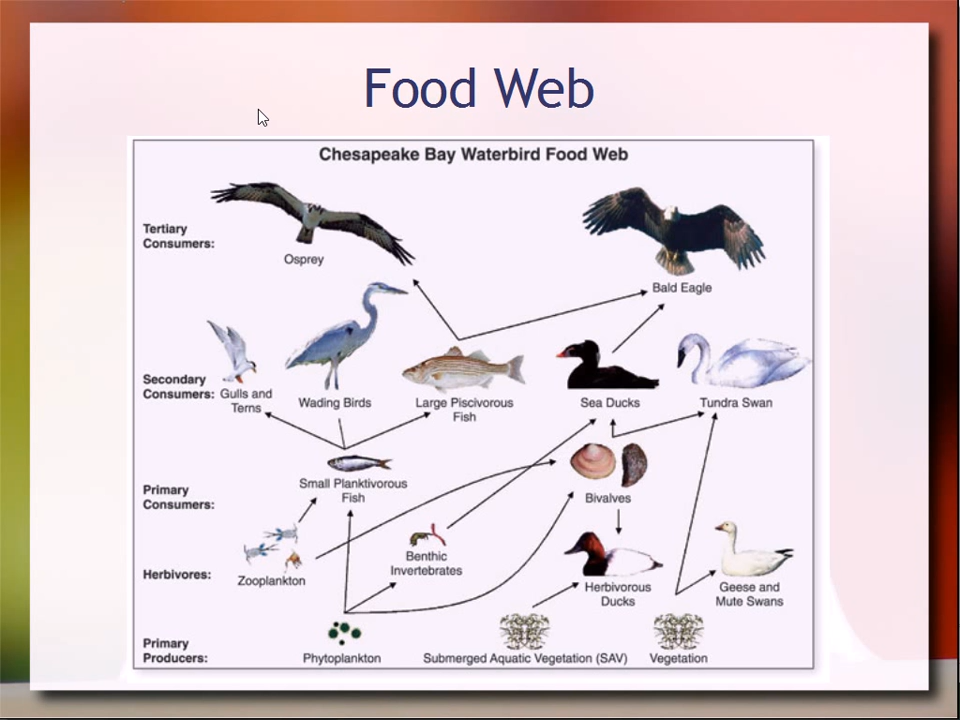 Food Web
Chesapeake Bay Waterbird Food Web
Tertiary
Consumers:
Osprey
Bald Eagle
Secondary
Consumers:
Gulls and
Terns
Wading Birds
Large Piscivorous
Fish
Sea Ducks
Tundra Swan
Primary
Consumers:
Small Planktivorous
Fish
Bivalves
Herbivores:
Zooplankton
Benthic
Invertebrates
Herbivorous
Ducks
Geese and
Mute Swans
Primary
Producers:
Phytoplankton
Submerged Aquatic Vegetation (SAV)
Vegetation